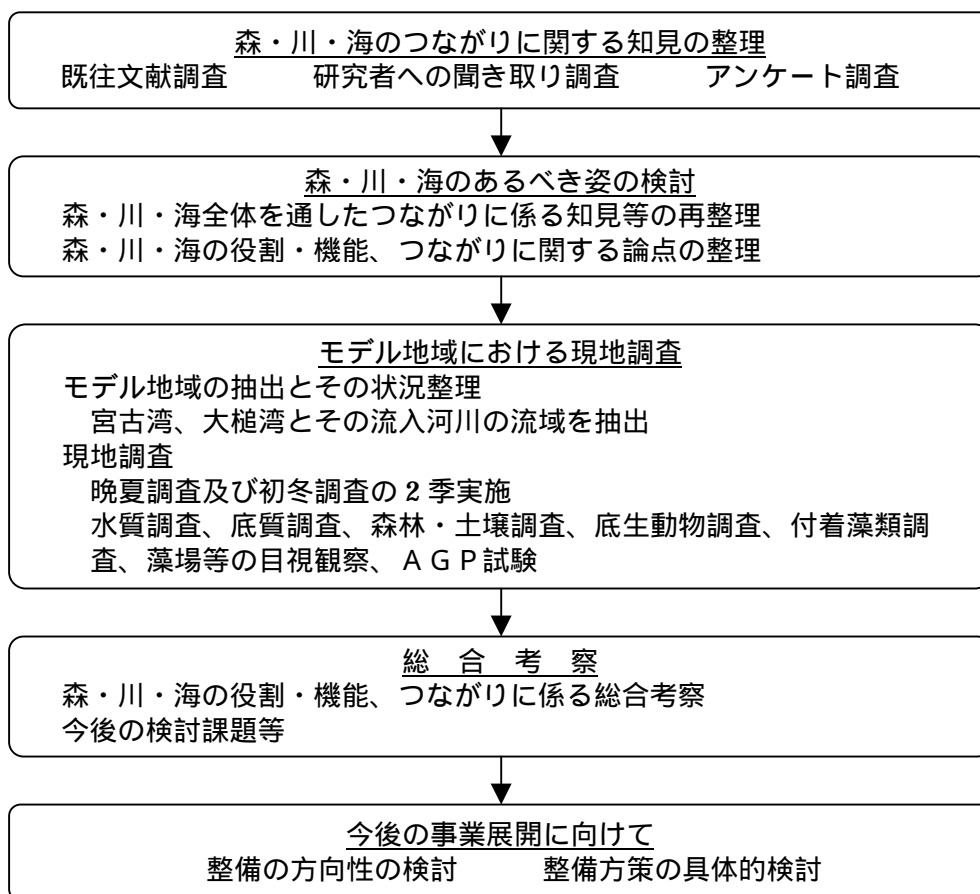 森・川・海のつながりに関する知見の整理
既往文献調査　　研究者への聞き取り調査　　アンケート調査
森・川・海のあるべき姿の検討
森・川・海全体を通したつながりに係る知見等の再整理
森・川・海の役割・機能、つながりに関する論点の整理
モデル地域における現地調査
モデル地域の抽出とその状況整理
宮古湾、大槌湾とその流入河川の流域を抽出
現地調査
晩夏調査及び初冬調査の2季実施
水質調査、底質調査、森林・土壌調査、底生動物調査、付着藻類調
査、藻場等の目視観察、ＡＧＰ試験
総　合　考　察
森・川・海の役割・機能、つながりに係る総合考察
今後の検討課題等
今後の事業展開に向けて
整備の方向性の検討　　整備方策の具体的検討